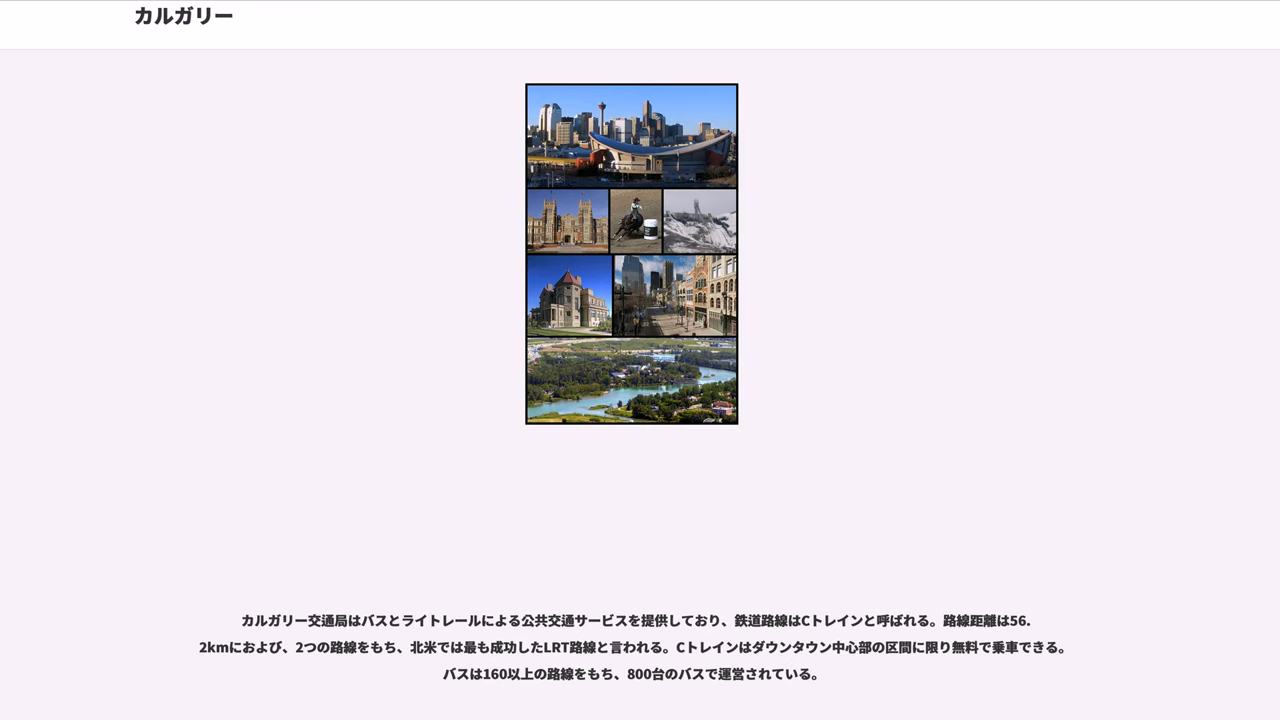 カルガリー
カルガリー交通局はバスとライトレールによる公共交通サービスを提供しており、鉄道路線はCトレインと呼ばれる。路線距離は56.
2kmにおよび、2つの路線をもち、北米では最も成功したLRT路線と言われる。Cトレインはダウンタウン中心部の区間に限り無料で乗車できる。
バスは160以上の路線をもち、800台のバスで運営されている。